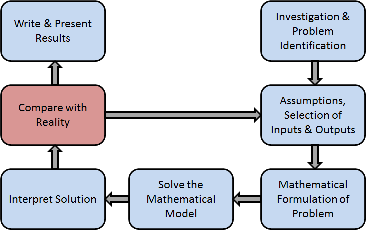 Write & Present
Results
Investigation &
Problem
Identification
Compare with
Reality
Assumptions,
Selection of
Inputs & Outputs
Interpret Solution
Solve the
Mathematical
Model
Mathematical
Formulation of
Problem